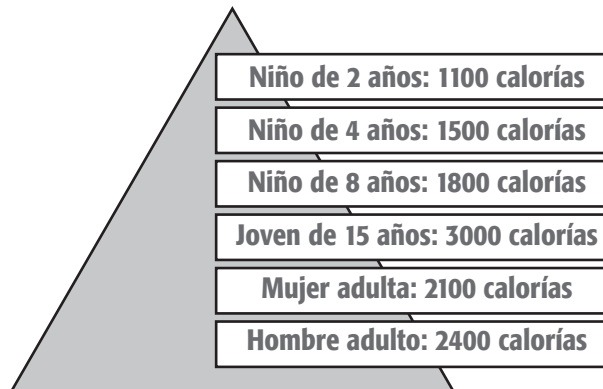 Niño de 2 años: 1100 calorías
Niño de 4 años: 1500 calorías
Niño de 8 años: 1800 calorías
Joven de 15 años: 3000 calorías
Mujer adulta: 2100 calorías
Hombre adulto: 2400 calorías